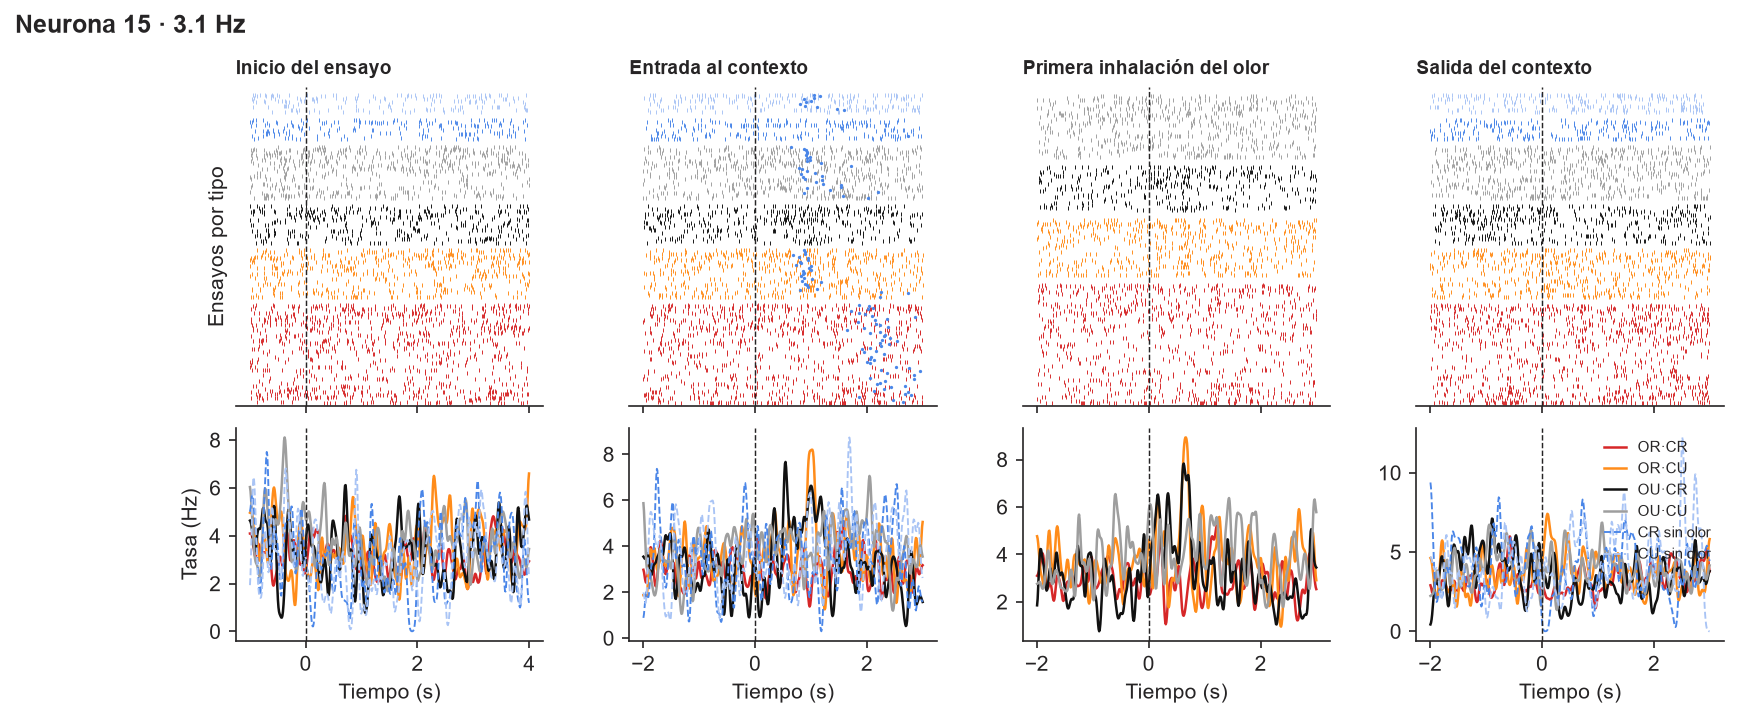 Neurona 15 · 3.1 Hz
Inicio del ensayo
Entrada al contexto
Primera inhalación del olor
Salida del contexto
Ensayos por tipo
Tasa (Hz)
8
6
4
2
0
0
2
4
Tiempo (s)
8
6
4
2
0
−2
0
2
Tiempo (s)
8
6
4
2
−2
0
2
Tiempo (s)
10
5
0
−2
0
2
Tiempo (s)
OR·CR
OR·CU
OU·CR
OU·CU
CR sin olor
CU sin olor